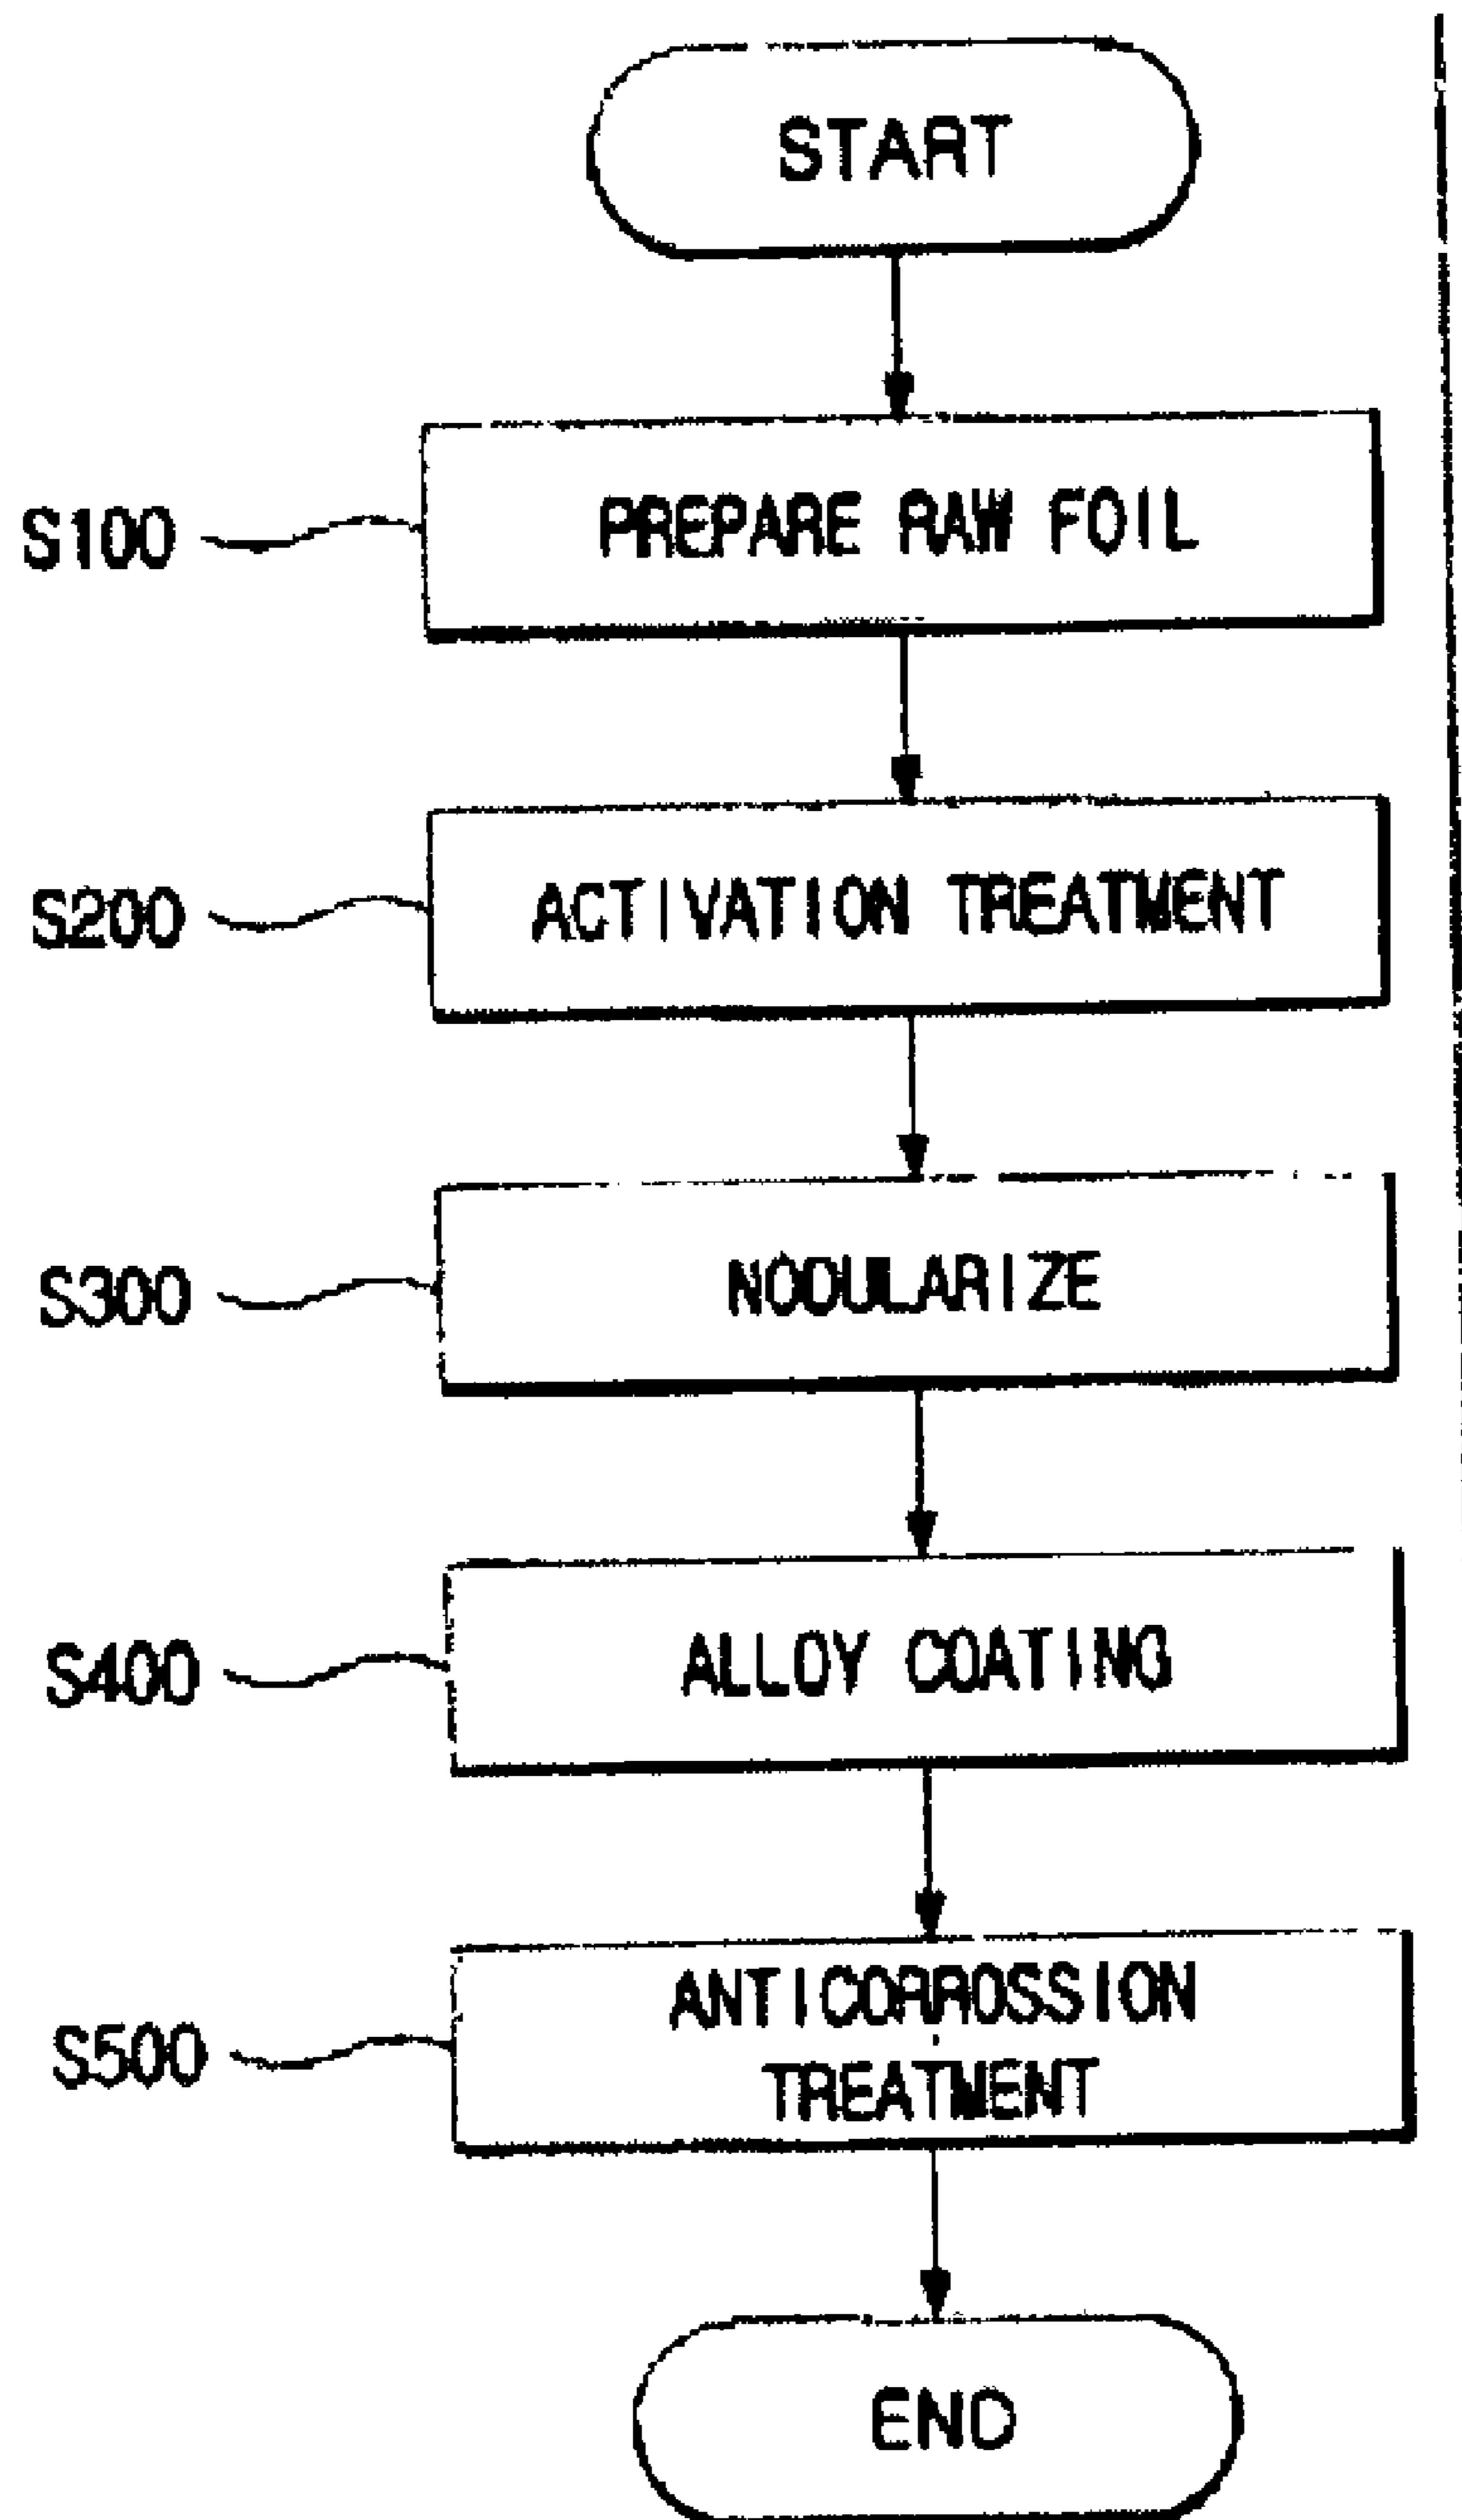 START
S100
PREPARE RAW FOIL
S200
ACTIVATION TREATMENT
S300
NODULARIZE
S400
ALLOY COATING
S500
ANTICORROSSION
TREATMENT
END